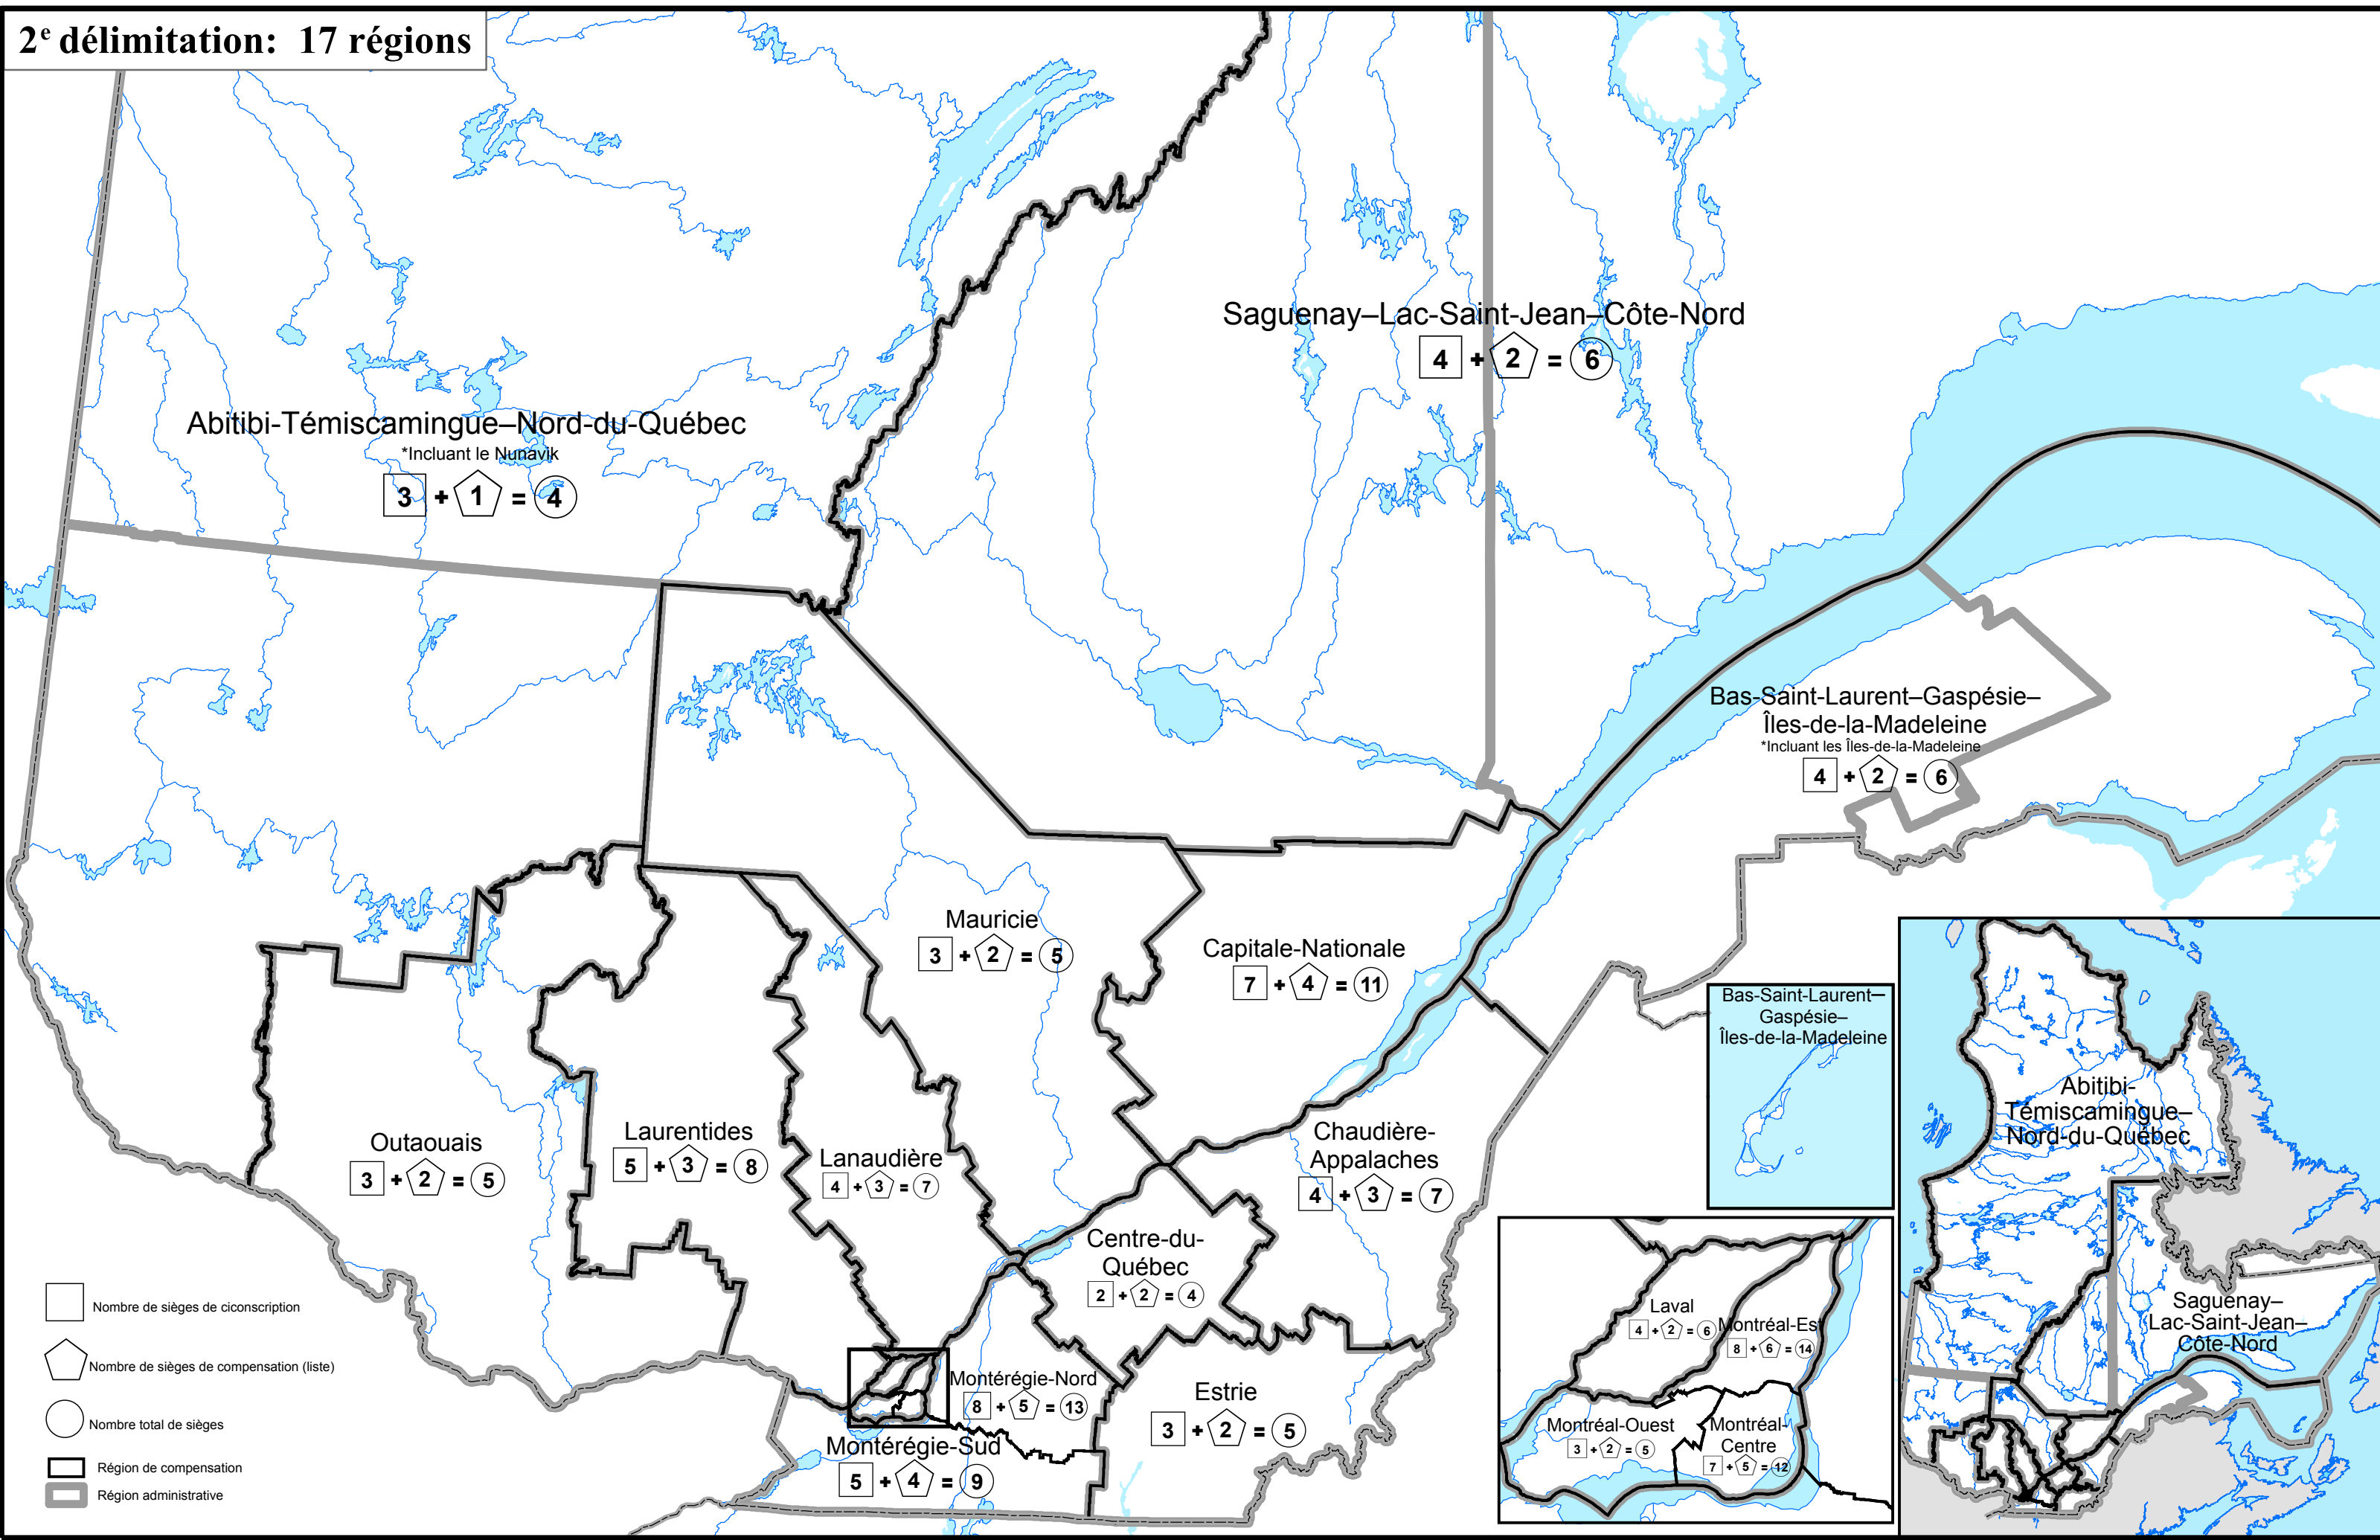 2e délimitation: 17 régions
Saguenay–Lac-Saint-Jean–Côte-Nord
4 + 2 = 6
Abitibi-Témiscamingue–Nord-du-Québec
*Incluant le Nunavik
3 + 1 = 4
Bas-Saint-Laurent–Gaspésie–
Îles-de-la-Madeleine
*Incluant les Îles-de-la-Madeleine
4 + 2 = 6
Mauricie
3 + 2 = 5
Capitale-Nationale
7 + 4 = 11
Outaouais
3 + 2 = 5
Laurentides
5 + 3 = 8
Lanaudière
4 + 3 = 7
Chaudière-
Appalaches
4 + 3 = 7
Centre-du-
Québec
2 + 2 = 4
Montérégie-Nord
8 + 5 = 13
Estrie
3 + 2 = 5
Montérégie-Sud
5 + 4 = 9
Nombre de sièges de ciconscription
Nombre de sièges de compensation (liste)
Nombre total de sièges
Région de compensation
Région administrative
Bas-Saint-Laurent–
Gaspésie–
Îles-de-la-Madeleine
Laval
4 + 2 = 6
Montréal-Est
8 + 6 = 14
Montréal-Ouest
3 + 2 = 5
Montréal-
Centre
7 + 5 = 12
Abitibi-
Témiscamingue–
Nord-du-Québec
Saguenay–
Lac-Saint-Jean–
Côte-Nord